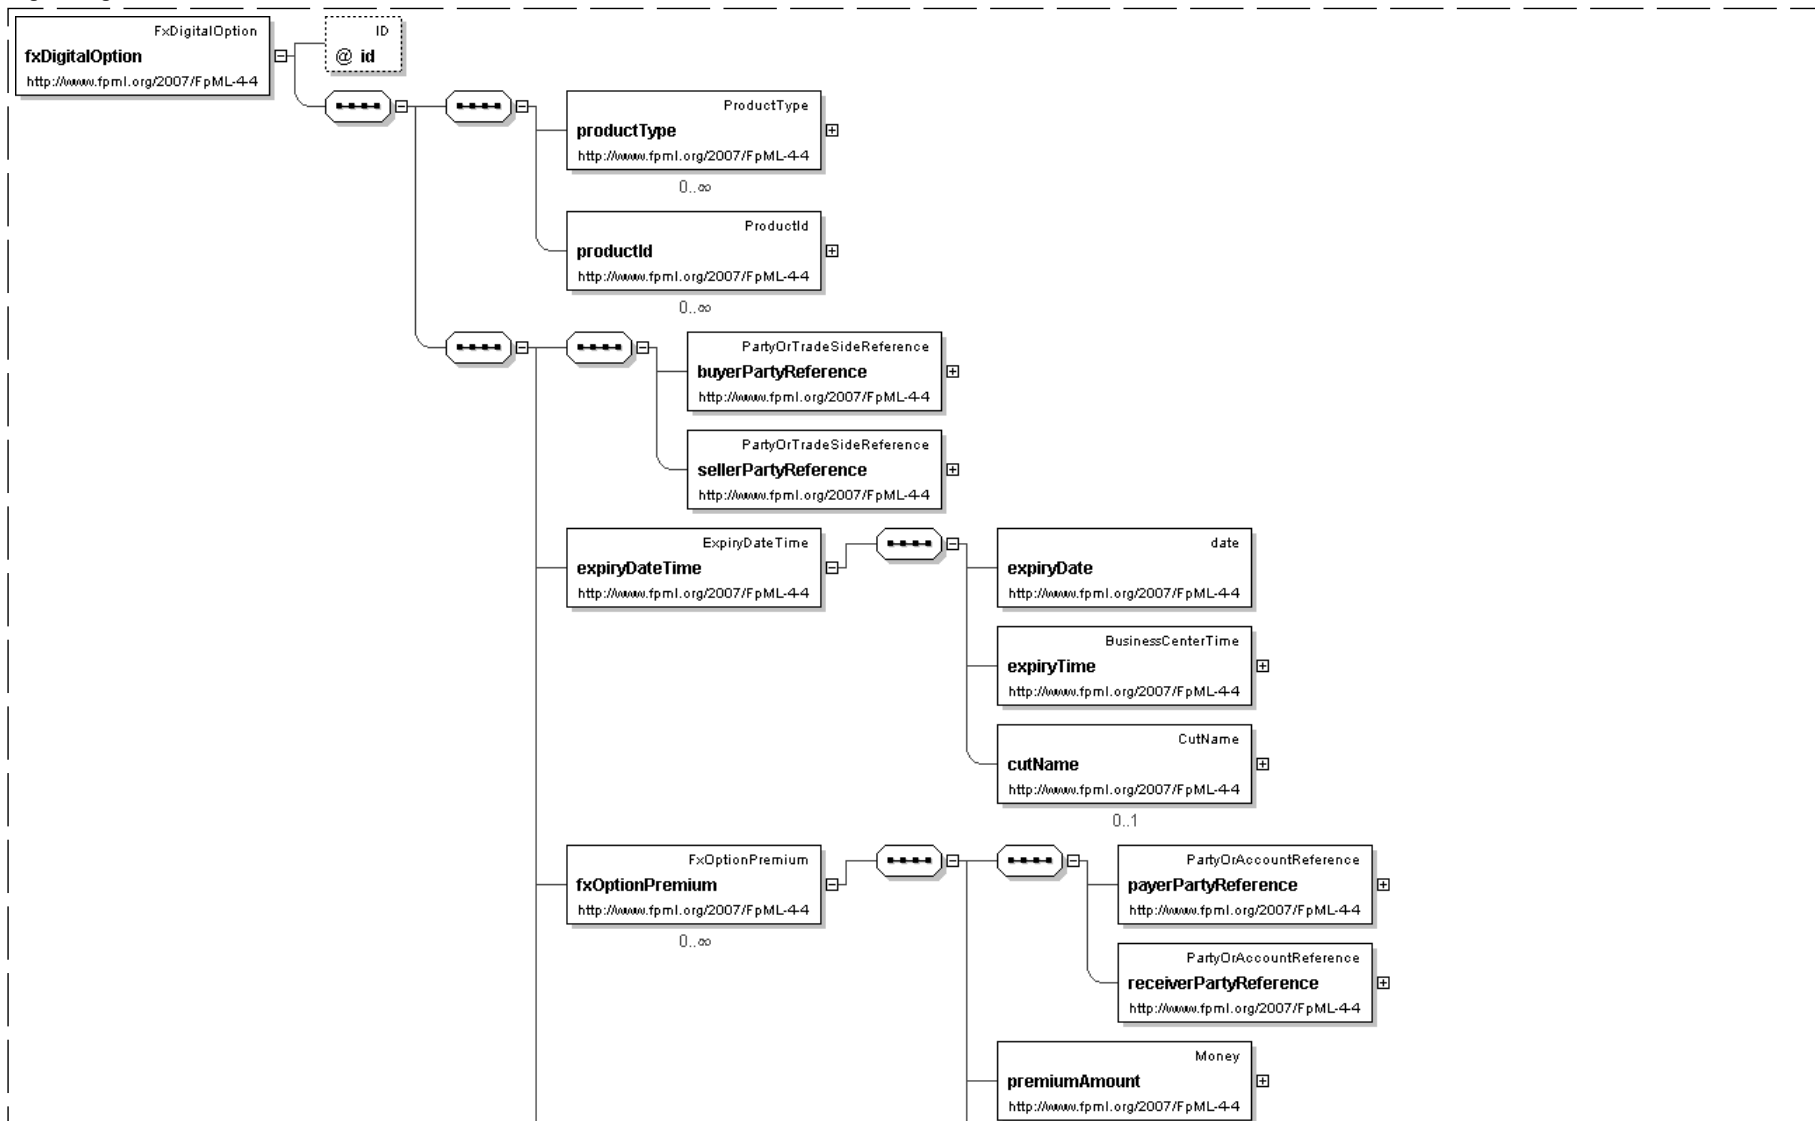 FxDigitalOption
fxDigitalOption
http://www.fpml.org/2007/FpML-4-4
ID
@ id
ProductType
productType
http://www.fpml.org/2007/FpML-4-4
0..∞
ProductId
productId
http://www.fpml.org/2007/FpML-4-4
0..∞
PartyOrTradeSideReference
buyerPartyReference
http://www.fpml.org/2007/FpML-4-4
PartyOrTradeSideReference
sellerPartyReference
http://www.fpml.org/2007/FpML-4-4
ExpiryDateTime
expiryDateTime
http://www.fpml.org/2007/FpML-4-4
date
expiryDate
http://www.fpml.org/2007/FpML-4-4
BusinessCenterTime
expiryTime
http://www.fpml.org/2007/FpML-4-4
CutName
cutName
http://www.fpml.org/2007/FpML-4-4
0..1
FxOptionPremium
fxOptionPremium
http://www.fpml.org/2007/FpML-4-4
0..∞
PartyOrAccountReference
payerPartyReference
http://www.fpml.org/2007/FpML-4-4
PartyOrAccountReference
receiverPartyReference
http://www.fpml.org/2007/FpML-4-4
Money
premiumAmount
http://www.fpml.org/2007/FpML-4-4